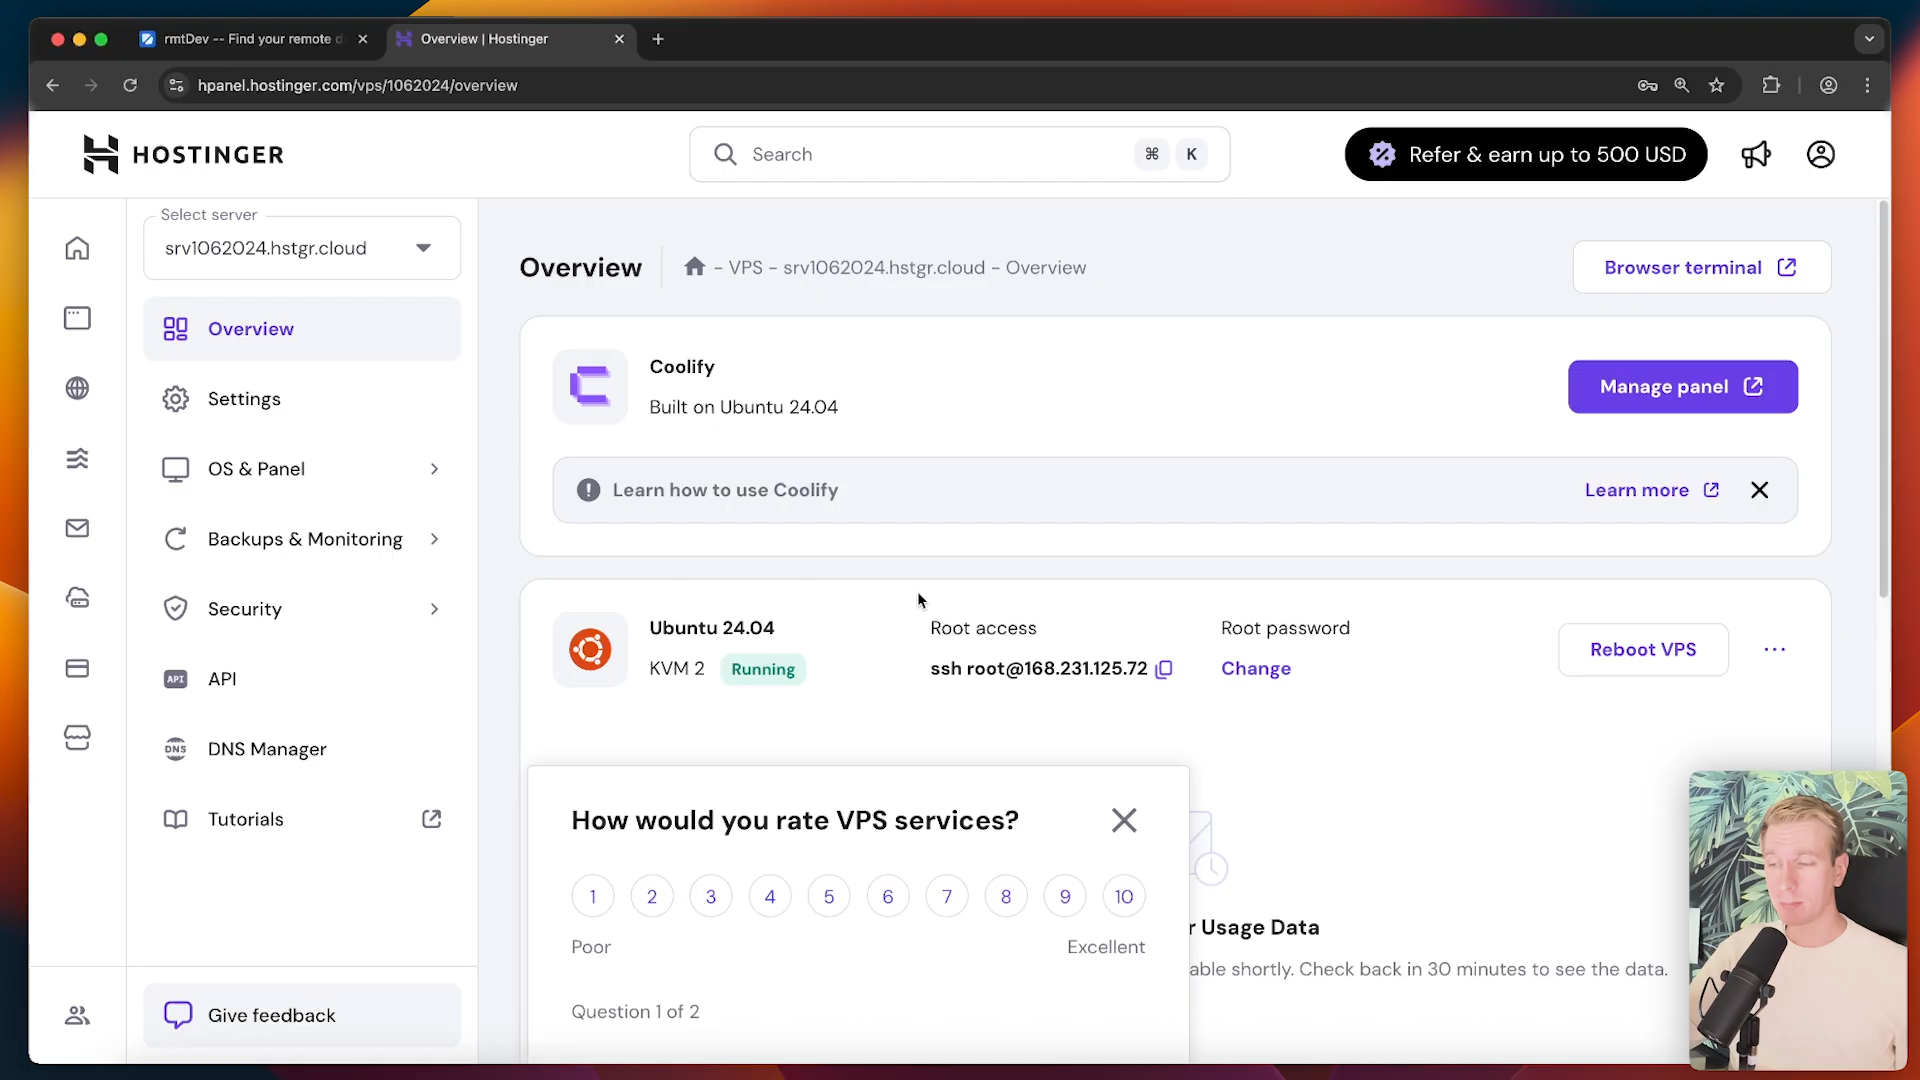 rmtDev -- Find your remote d
Overview | Hostinger
hpanel.hostinger.com/vps/1062024/overview
HOSTINGER
Search
⌘ K
Refer & earn up to 500 USD
Select server
srv1062024.hstgr.cloud
Overview
Settings
OS & Panel
Backups & Monitoring
Security
API
API
DNS
DNS Manager
Tutorials
Give feedback
Overview
- VPS - srv1062024.hstgr.cloud - Overview
Browser terminal
Coolify
Built on Ubuntu 24.04
Manage panel
Learn how to use Coolify
Learn more
Ubuntu 24.04
KVM 2
Running
Root access
ssh root@168.231.125.72
Root password
Change
Reboot VPS
How would you rate VPS services?
1 2 3 4 5 6 7 8 9 10
Poor
Excellent
Question 1 of 2
r Usage Data
able shortly. Check back in 30 minutes to see the data.